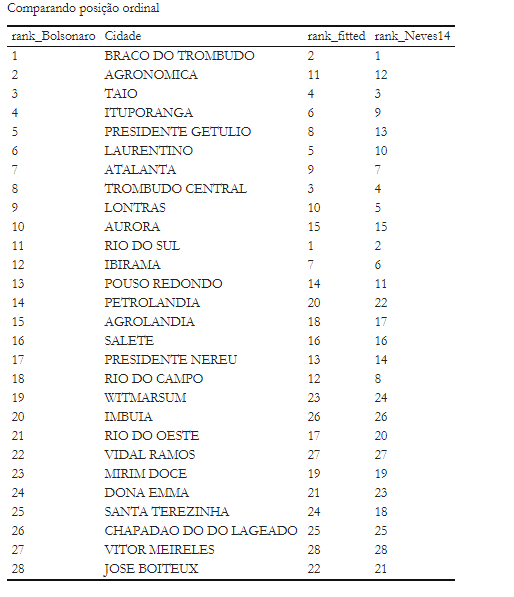 Comparando posição ordinal
rank_Bolsonaro Cidade rank_fitted rank_Neves14
1 BRACO DO TROMBUDO 2 1
2 AGRONOMICA 11 12
3 TAIO 4 3
4 ITUPORANGA 6 9
5 PRESIDENTE GETULIO 8 13
6 LAURENTINO 5 10
7 ATALANTA 9 7
8 TROMBUDO CENTRAL 3 4
9 LONTRAS 10 5
10 AURORA 15 15
11 RIO DO SUL 1 2
12 IBIRAMA 7 6
13 POUSO REDONDO 14 11
14 PETROLANDIA 20 22
15 AGROLANDIA 18 17
16 SALETE 16 16
17 PRESIDENTE NEREU 13 14
18 RIO DO CAMPO 12 8
19 WITMARSUM 23 24
20 IMBUIA 26 26
21 RIO DO OESTE 17 20
22 VIDAL RAMOS 27 27
23 MIRIM DOCE 19 19
24 DONA EMMA 21 23
25 SANTA TEREZINHA 24 18
26 CHAPADAO DO DO LAGEADO 25 25
27 VITOR MEIRELES 28 28
28 JOSE BOITEUX 22 21